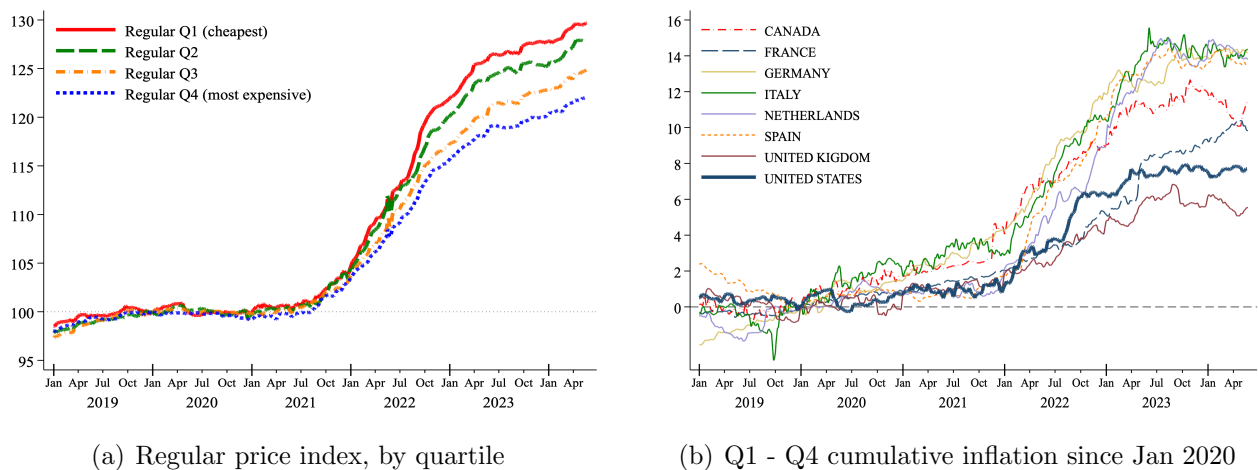 130
125
120
115
110
105
100
95
Regular Q1 (cheapest)
Regular Q2
Regular Q3
Regular Q4 (most expensive)
Jan Apr Jul Oct Jan Apr Jul Oct Jan Apr Jul Oct Jan Apr Jul Oct Jan Apr Jul Oct Jan Apr
2019 2020 2021 2022 2023
(a) Regular price index, by quartile
16
14
12
10
8
6
4
2
0
CANADA
FRANCE
GERMANY
ITALY
NETHERLANDS
SPAIN
UNITED KIGDOM
UNITED STATES
Jan Apr Jul Oct Jan Apr Jul Oct Jan Apr Jul Oct Jan Apr Jul Oct Jan Apr Jul Oct Jan Apr
2019 2020 2021 2022 2023
(b) Q1 - Q4 cumulative inflation since Jan 2020